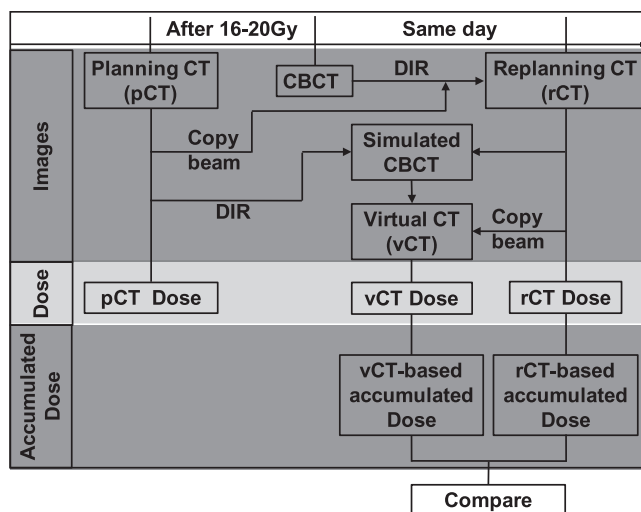 After 16-20Gy
Same day
Images
Planning CT
(pCT)
CBCT
DIR
Replanning CT
(rCT)
Copy
beam
Simulated
CBCT
DIR
Virtual CT
(vCT)
Copy
beam
Dose
pCT Dose
vCT Dose
rCT Dose
Accumulated
Dose
vCT-based
accumulated
Dose
rCT-based
accumulated
Dose
Compare